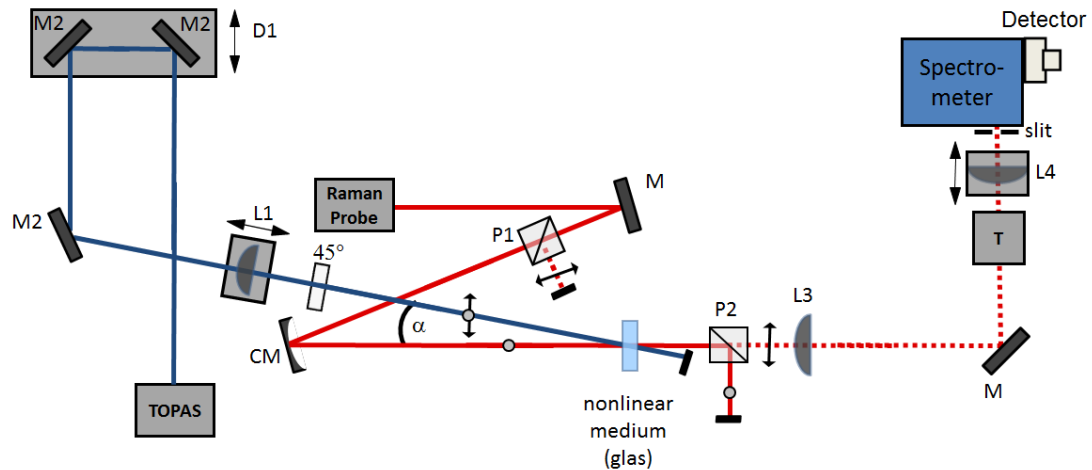 M2
M2
D1
Detector
Spectro-
meter
slit
L4
M
Raman
Probe
M2
L1
45°
P1
T
α
P2
L3
CM
M
nonlinear
medium
(glas)
TOPAS